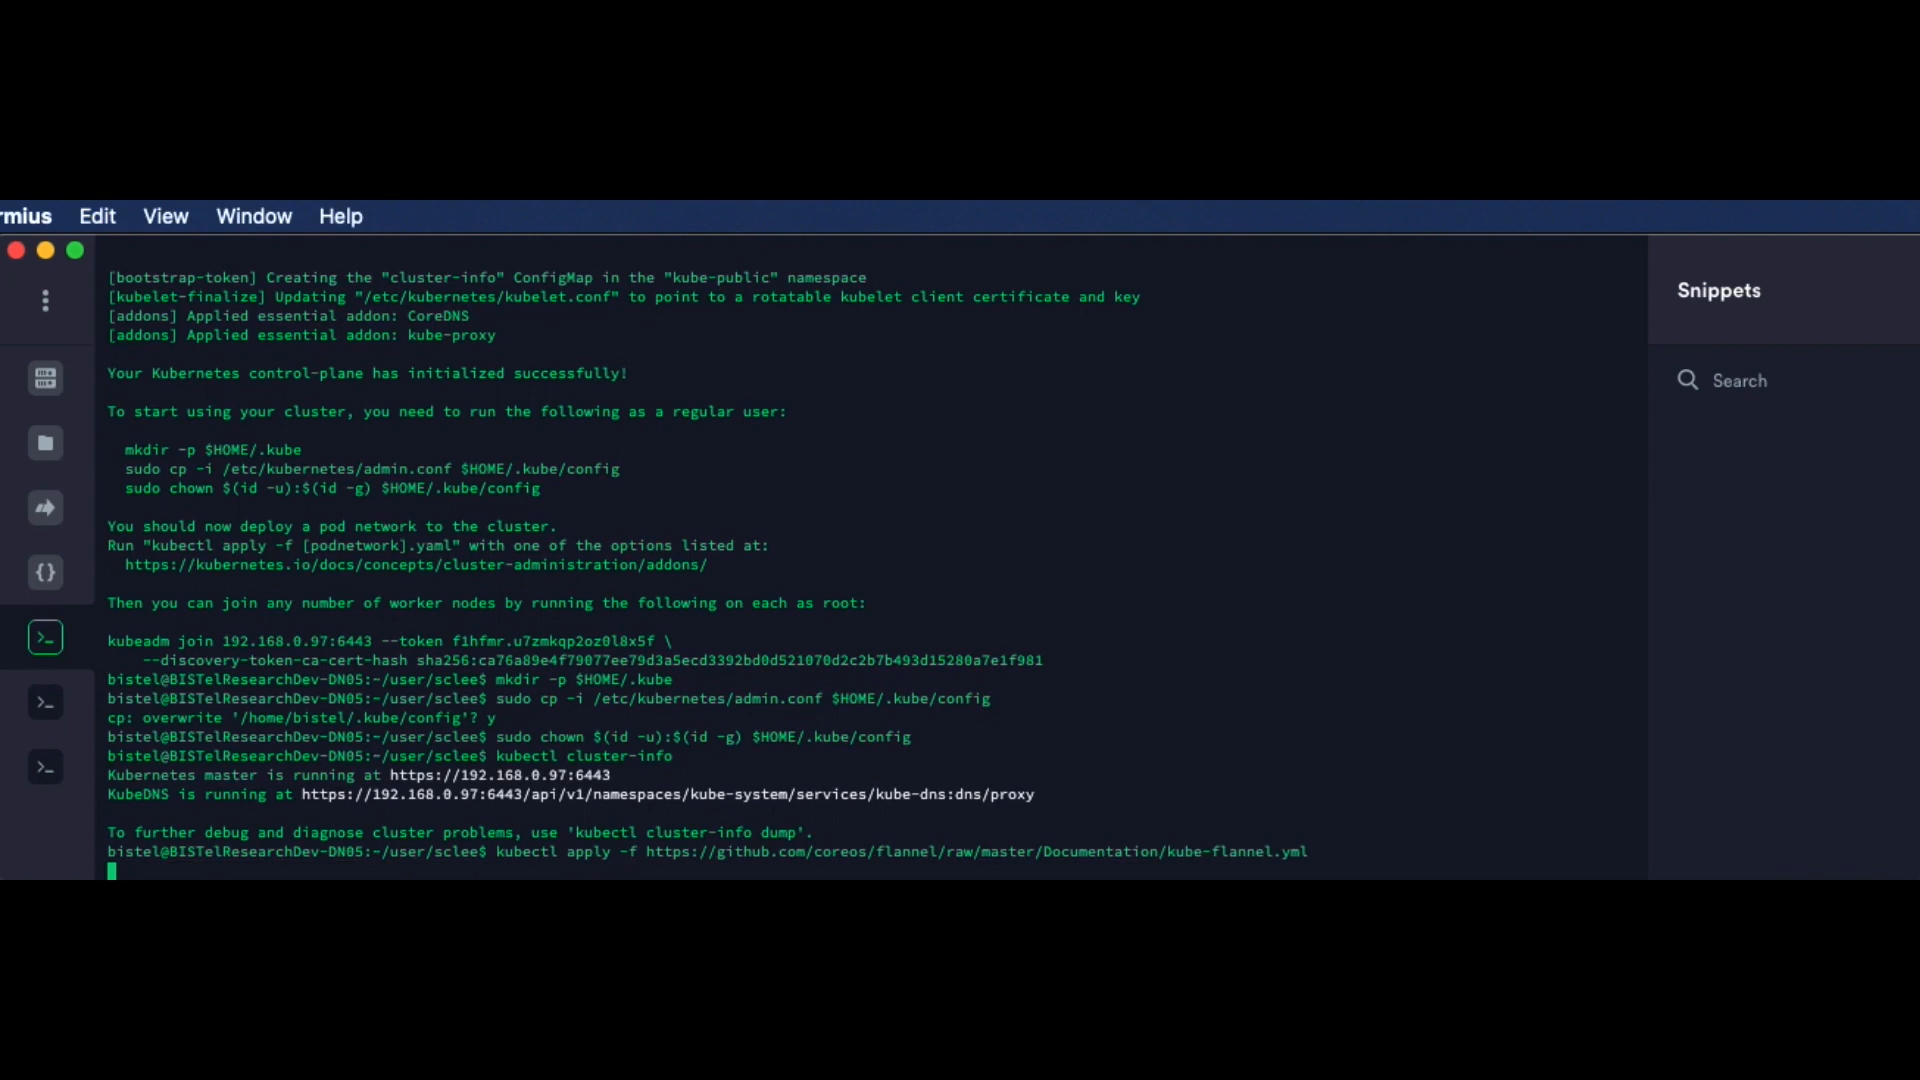 rmius Edit View Window Help
[bootstrap-token] Creating the "cluster-info" ConfigMap in the "kube-public" namespace
[kubelet-finalize] Updating "/etc/kubernetes/kubelet.conf" to point to a rotatable kubelet client certificate and key
[addons] Applied essential addon: CoreDNS
[addons] Applied essential addon: kube-proxy
Your Kubernetes control-plane has initialized successfully!
To start using your cluster, you need to run the following as a regular user:
mkdir -p $HOME/.kube
sudo cp -i /etc/kubernetes/admin.conf $HOME/.kube/config
sudo chown $(id -u):$(id -g) $HOME/.kube/config
You should now deploy a pod network to the cluster.
Run "kubectl apply -f [podnetwork].yaml" with one of the options listed at:
https://kubernetes.io/docs/concepts/cluster-administration/addons/
Then you can join any number of worker nodes by running the following on each as root:
kubeadm join 192.168.0.97:6443 --token f1hfmr.u7zmkqp2oz0l8x5f \
--discovery-token-ca-cert-hash sha256:ca76a89e4f79077ee79d3a5ecd3392bd0d521070d2c2b7b493d15280a7e1f981
bistel@BISTelResearchDev-DN05:~/user/sclee$ mkdir -p $HOME/.kube
bistel@BISTelResearchDev-DN05:~/user/sclee$ sudo cp -i /etc/kubernetes/admin.conf $HOME/.kube/config
cp: overwrite '/home/bistel/.kube/config'? y
bistel@BISTelResearchDev-DN05:~/user/sclee$ sudo chown $(id -u):$(id -g) $HOME/.kube/config
bistel@BISTelResearchDev-DN05:~/user/sclee$ kubectl cluster-info
Kubernetes master is running at https://192.168.0.97:6443
KubeDNS is running at https://192.168.0.97:6443/api/v1/namespaces/kube-system/services/kube-dns:dns/proxy
To further debug and diagnose cluster problems, use 'kubectl cluster-info dump'.
bistel@BISTelResearchDev-DN05:~/user/sclee$ kubectl apply -f https://github.com/coreos/flannel/raw/master/Documentation/kube-flannel.yml
Snippets
Search